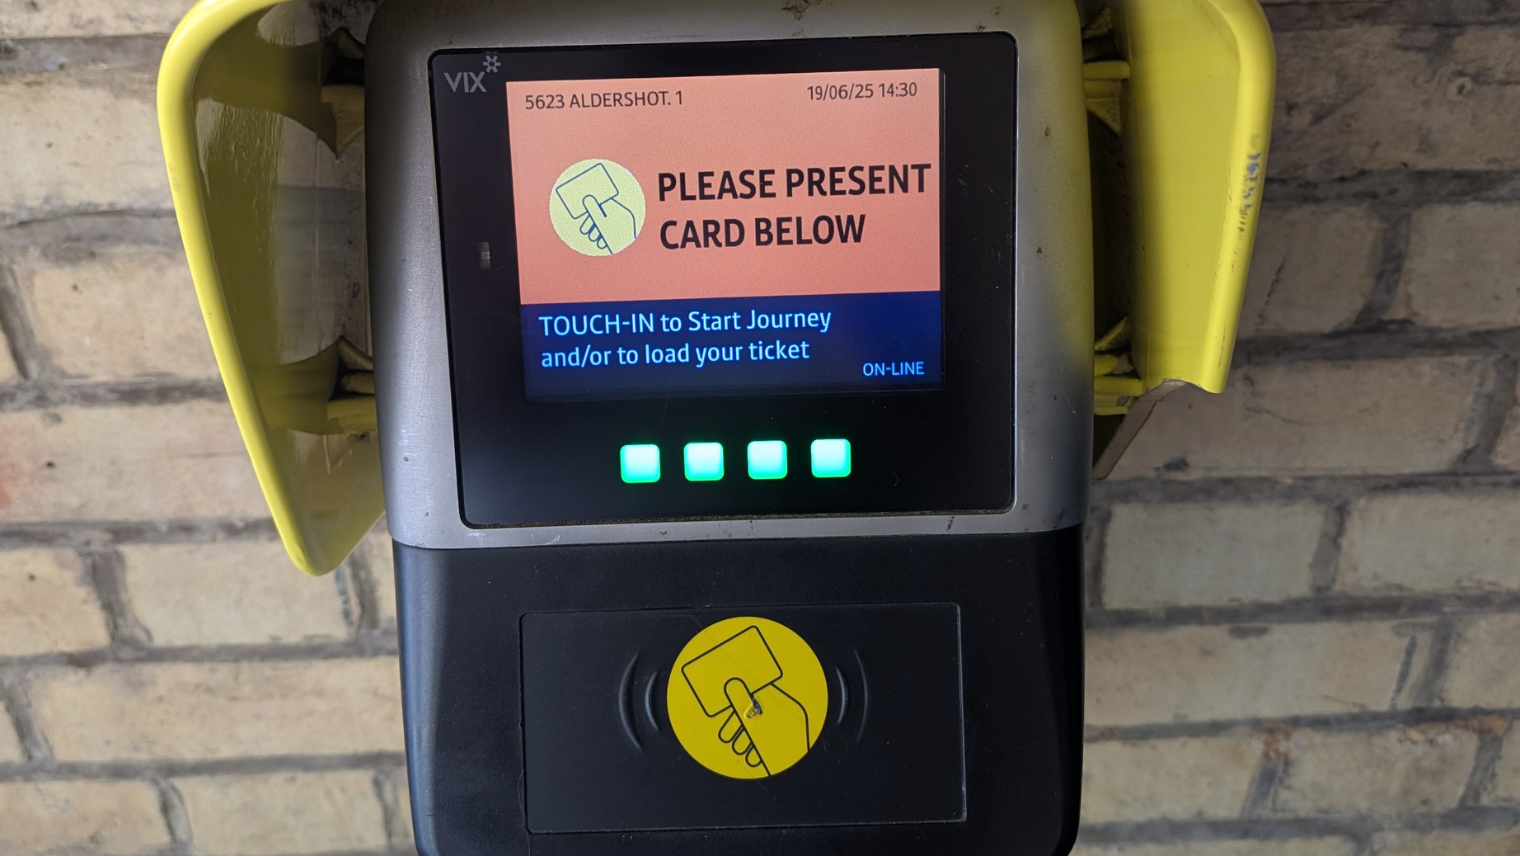 VIX
5623 ALDERSHOT. 1
19/06/25 14:30
PLEASE PRESENT
CARD BELOW
TOUCH-IN to Start Journey
and/or to load your ticket
ON-LINE